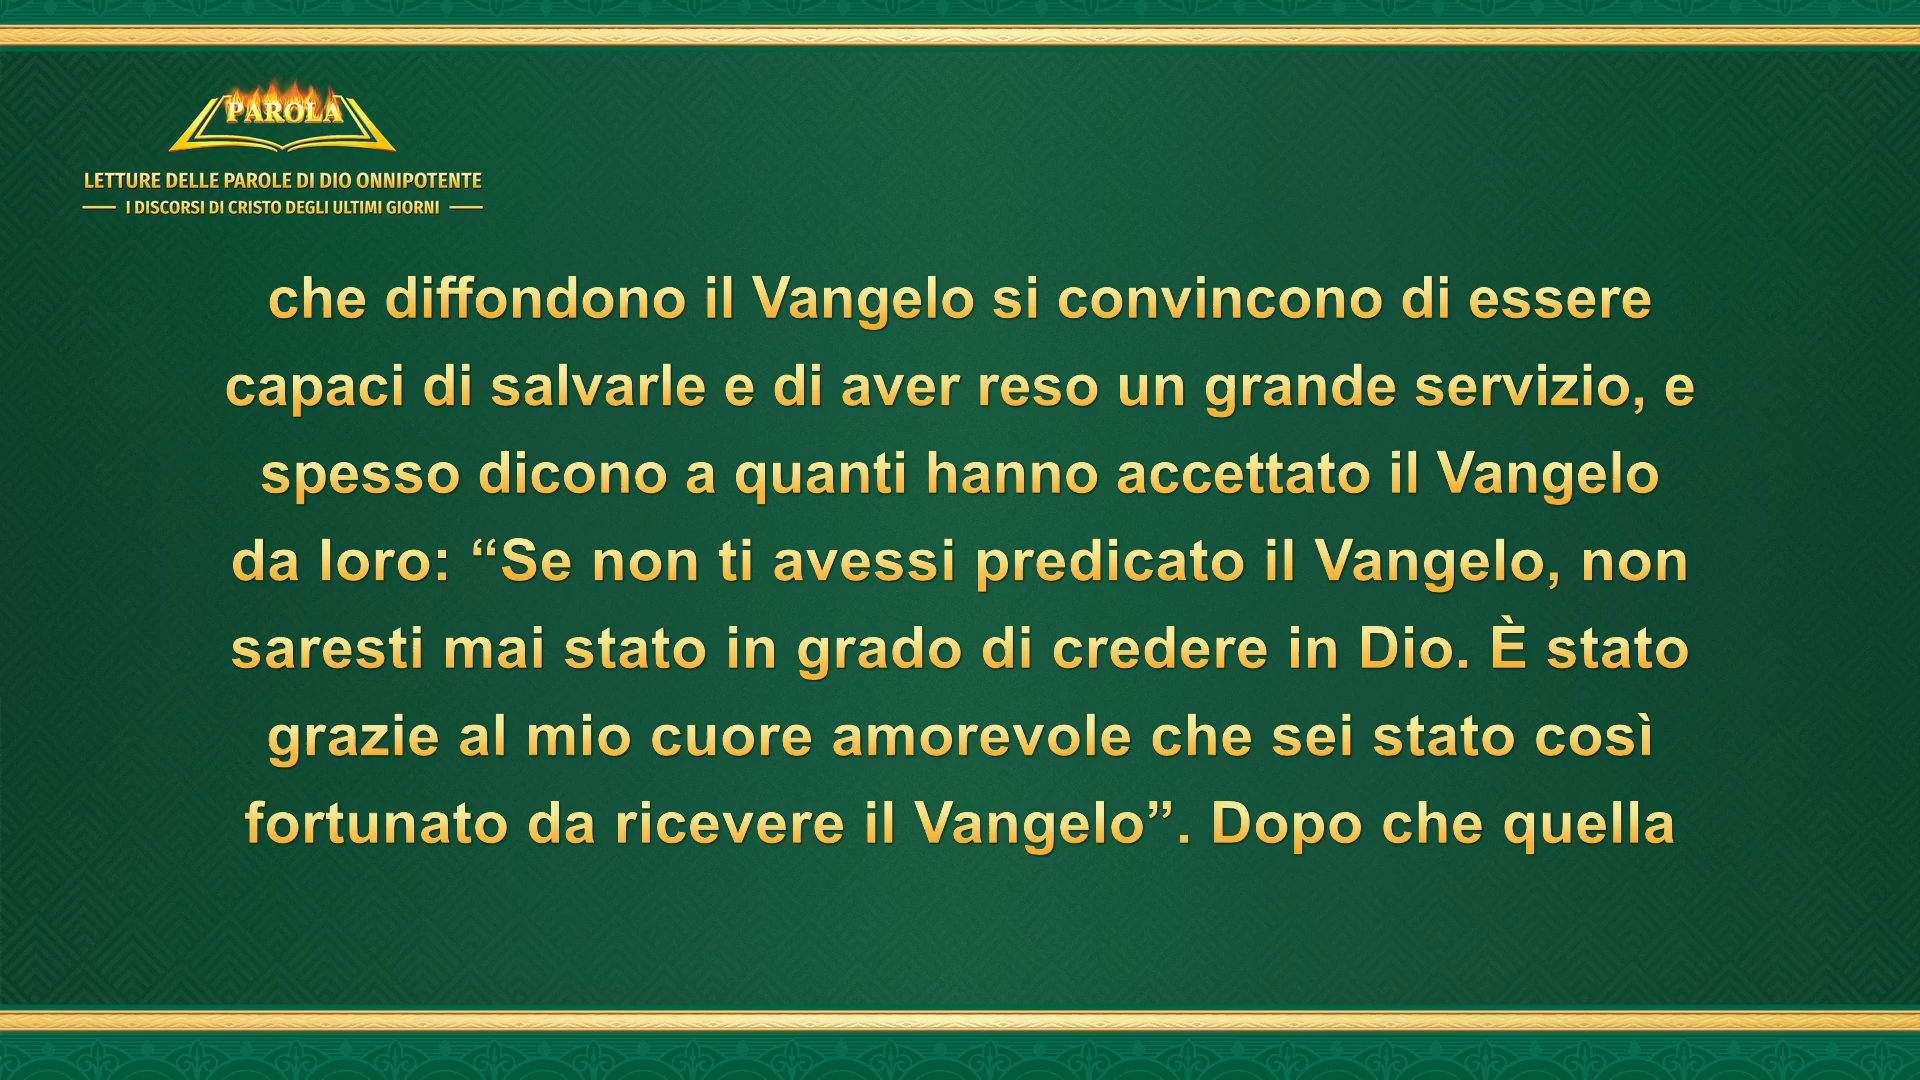 PAROLA
LETTURE DELLE PAROLE DI DIO ONNIPOTENTE
I DISCORSI DI CRISTO DEGLI ULTIMI GIORNI
che diffondono il Vangelo si convincono di essere
capaci di salvarle e di aver reso un grande servizio, e
spesso dicono a quanti hanno accettato il Vangelo
da loro: “Se non ti avessi predicato il Vangelo, non
saresti mai stato in grado di credere in Dio. È stato
grazie al mio cuore amorevole che sei stato così
fortunato da ricevere il Vangelo”. Dopo che quella